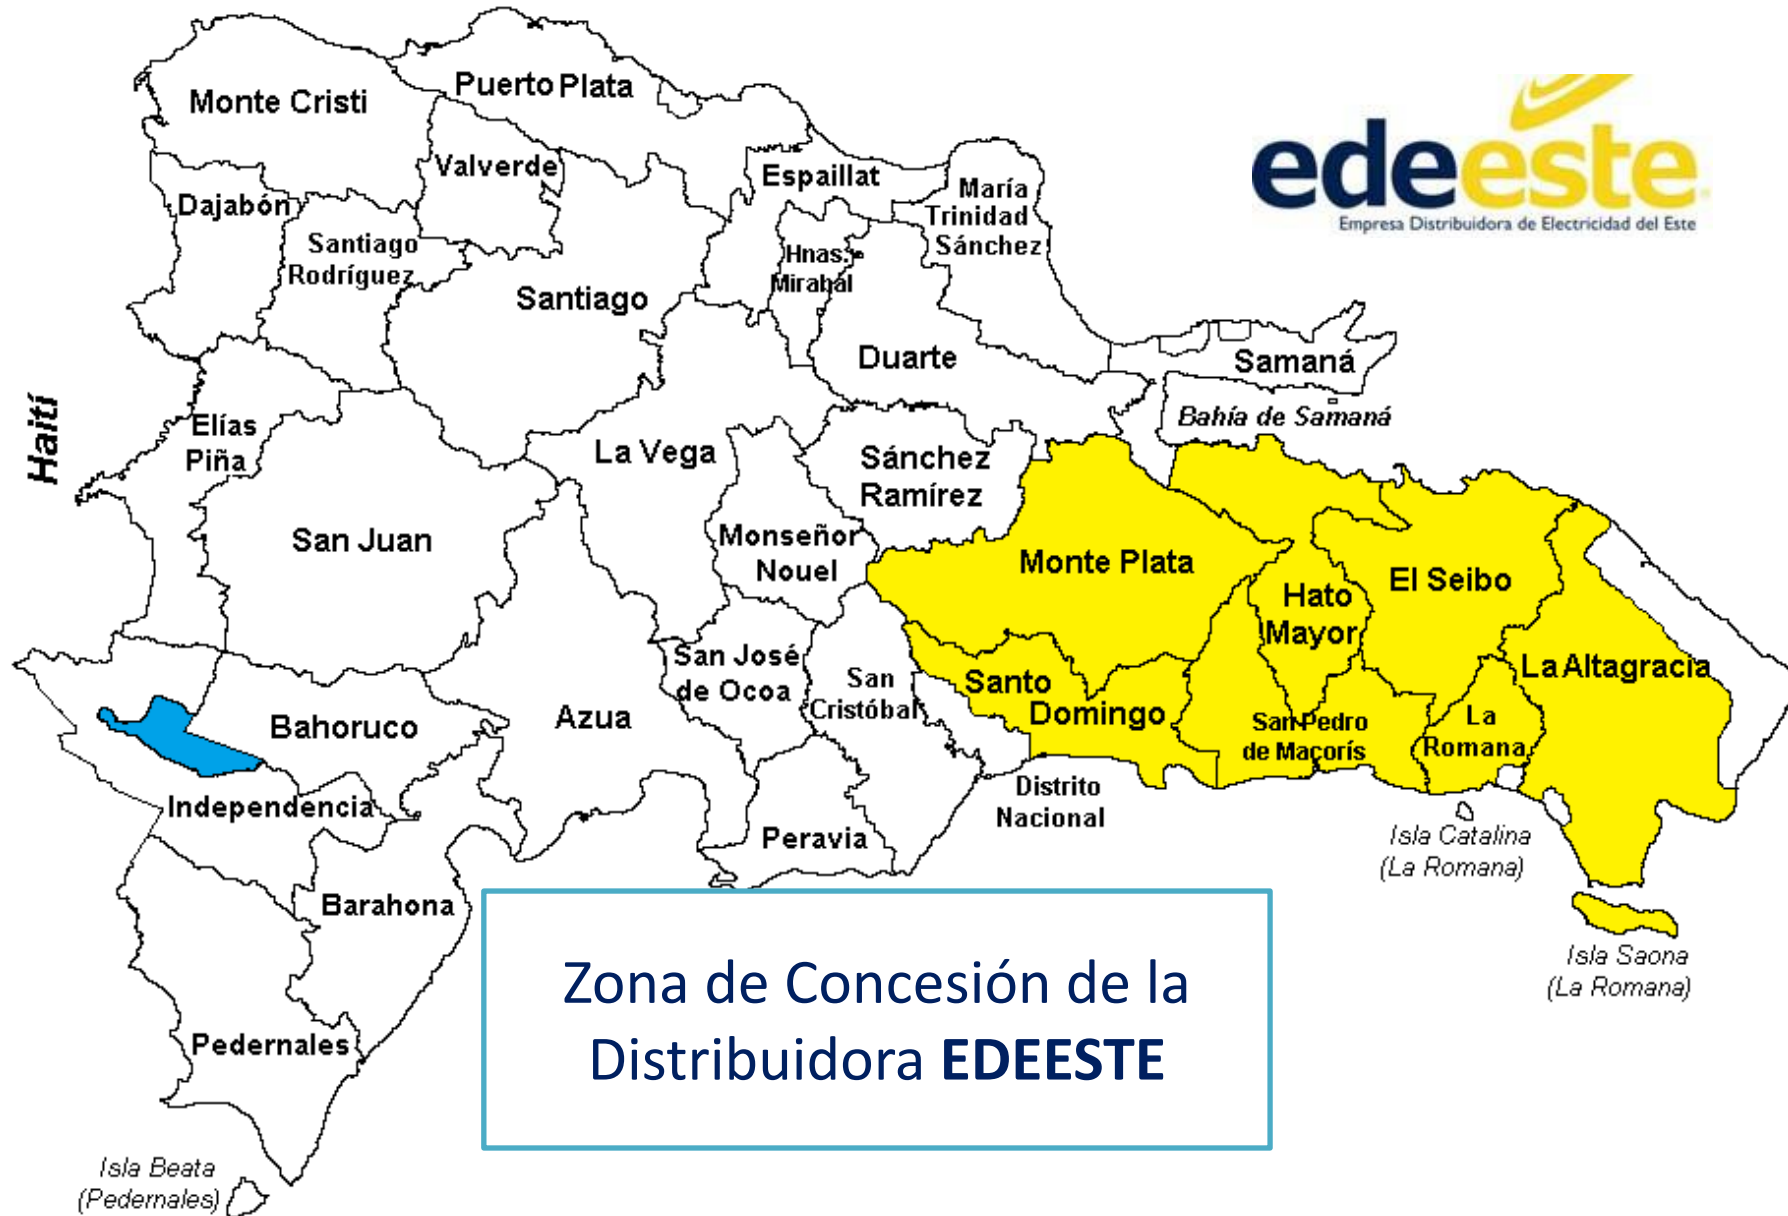 Monte Cristi
Puerto Plata
edeeste
Empresa Distribuidora de Electricidad del Este
Valverde
Espaillat
Dajabón
María
Trinidad
Sánchez
Santiago
Rodríguez
Hnas.
Mirabal
Santiago
Duarte
Samaná
Haití
Bahía de Samaná
Elías
Piña
La Vega
Sánchez
Ramírez
San Juan
Monseñor
Nouel
Monte Plata
El Seibo
Hato
Mayor
San José
de Ocoa
San
Cristóbal
Santo
Domingo
La Altagracia
Bahoruco
Azua
San Pedro
de Macorís
La
Romana
Independencia
Distrito
Nacional
Peravia
Isla Catalina
(La Romana)
Barahona
Isla Saona
(La Romana)
Zona de Concesión de la
Distribuidora EDEESTE
Pedernales
Isla Beata
(Pedernales)